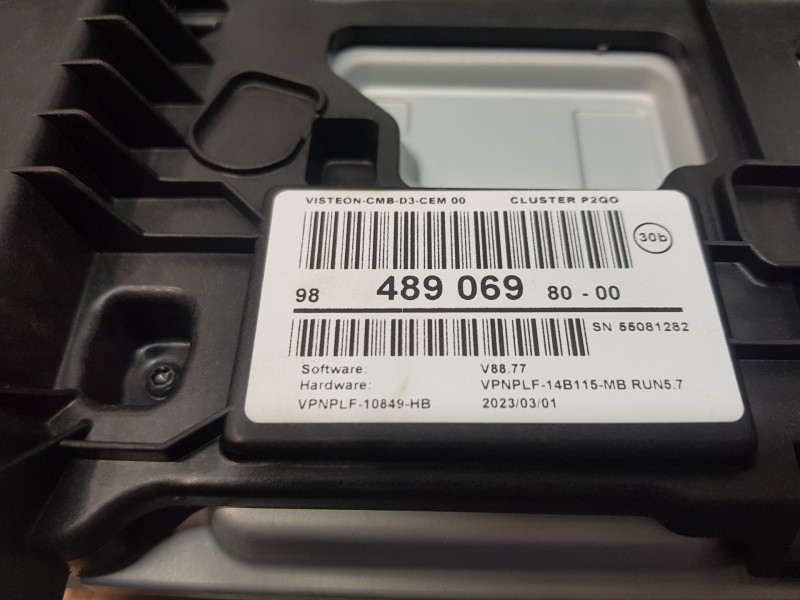 VISTEON-CMB-D3-CEM 00 CLUSTER P2QO
30b
98 489 069 80 - 00
SN 55081282
Software: V88.77
Hardware: VPNPLF-14B115-MB RUN5.7
VPNPLF-10849-HB 2023/03/01